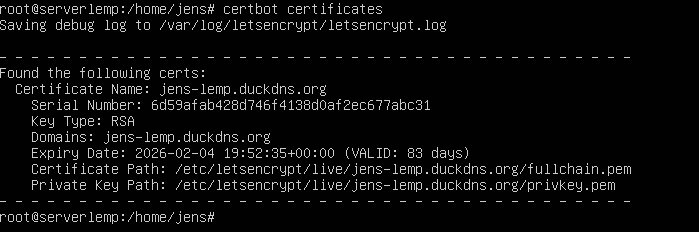 root@serverlemp:/home/jens# certbot certificates
Saving debug log to /var/log/letsencrypt/letsencrypt.log
- - - - - - - - - - - - - - - - - - - - - - - - - - - - - - - - - - - - - - - -
Found the following certs:
  Certificate Name: jens-lemp.duckdns.org
    Serial Number: 6d59afab428d746f4138d0af2ec677abc31
    Key Type: RSA
    Domains: jens-lemp.duckdns.org
    Expiry Date: 2026-02-04 19:52:35+00:00 (VALID: 83 days)
    Certificate Path: /etc/letsencrypt/live/jens-lemp.duckdns.org/fullchain.pem
    Private Key Path: /etc/letsencrypt/live/jens-lemp.duckdns.org/privkey.pem
- - - - - - - - - - - - - - - - - - - - - - - - - - - - - - - - - - - - - - - -
root@serverlemp:/home/jens#